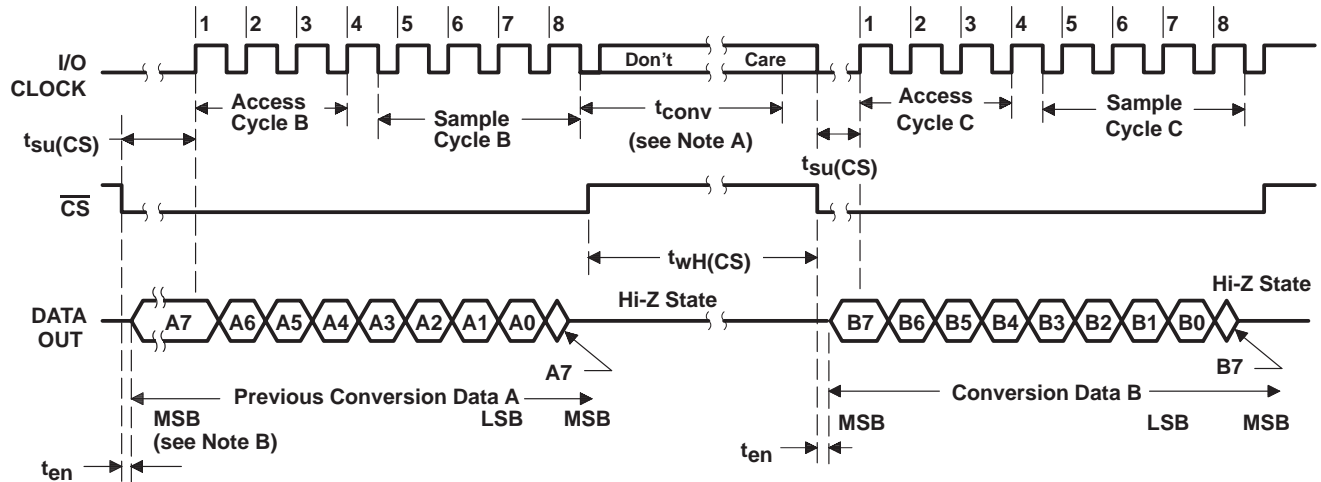 1 2 3 4 5 6 7 8 1 2 3 4 5 6 7 8
I/O
CLOCK
Don't Care
Access
Cycle B
Sample
Cycle B
tconv
(see Note A)
Access
Cycle C
Sample
Cycle C
tsu(CS)
tsu(CS)
CS
twH(CS)
Hi-Z State
Hi-Z State
DATA
OUT
A7 A6 A5 A4 A3 A2 A1 A0
B7 B6 B5 B4 B3 B2 B1 B0
A7
B7
Previous Conversion Data A
Conversion Data B
MSB
(see Note B)
LSB
MSB
MSB
LSB
MSB
ten
ten